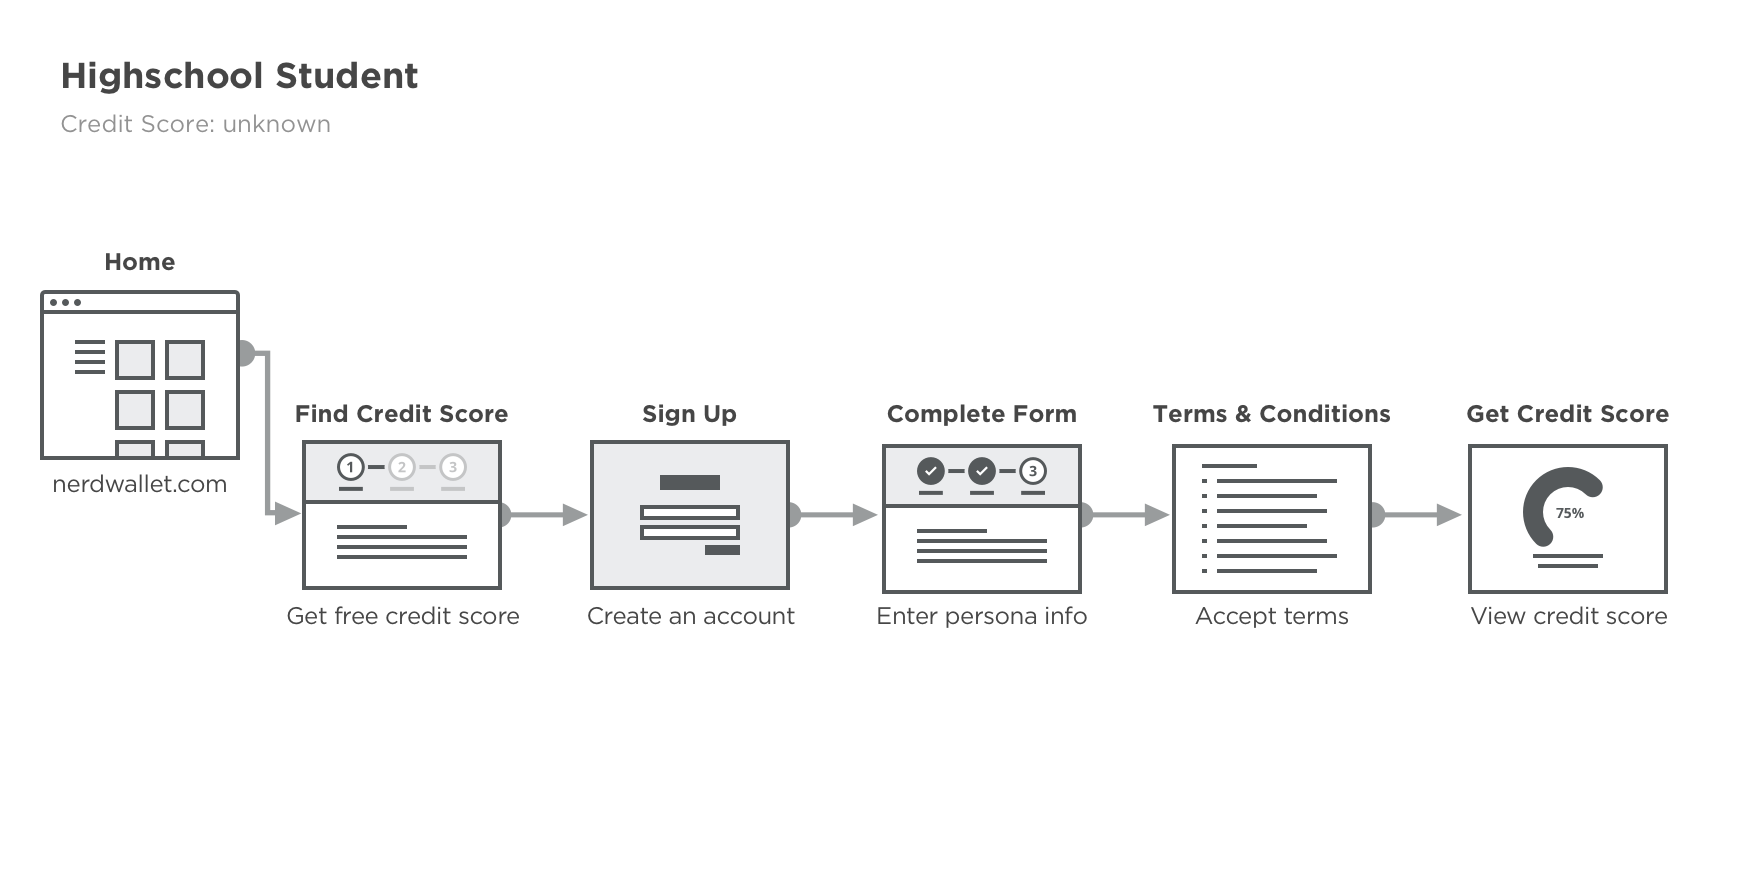 Highschool Student
Credit Score: unknown
Home
nerdwallet.com
Find Credit Score
1 2 3
Get free credit score
Sign Up
Create an account
Complete Form
3
Enter persona info
Terms & Conditions
Accept terms
Get Credit Score
75%
View credit score